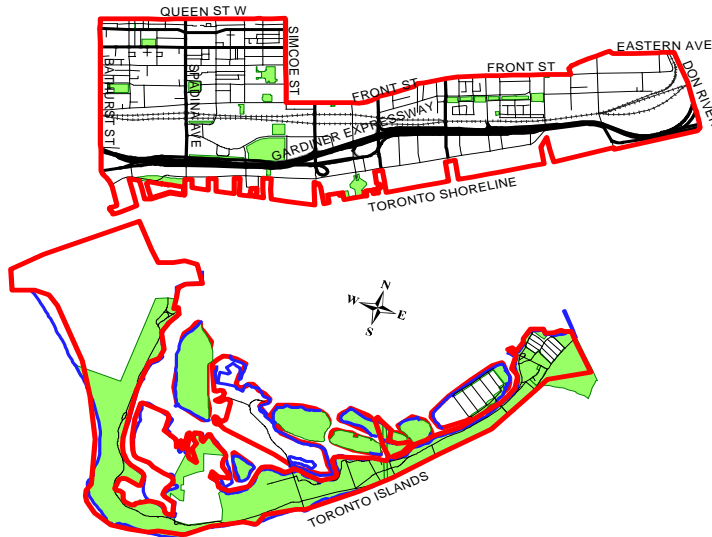 QUEEN ST W
SIMCOE ST
EASTERN AVE
FRONT ST
FRONT ST
DON RIVER
BATHURST ST
SPADINA AVE
GARDINER EXPRESSWAY
TORONTO SHORELINE
N
W
E
S
TORONTO ISLANDS